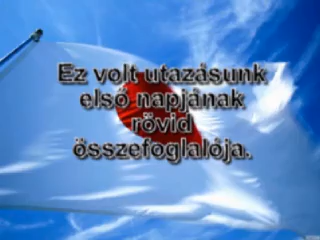 Ez volt utazásunk
első napjának
rövid
összefoglalója.